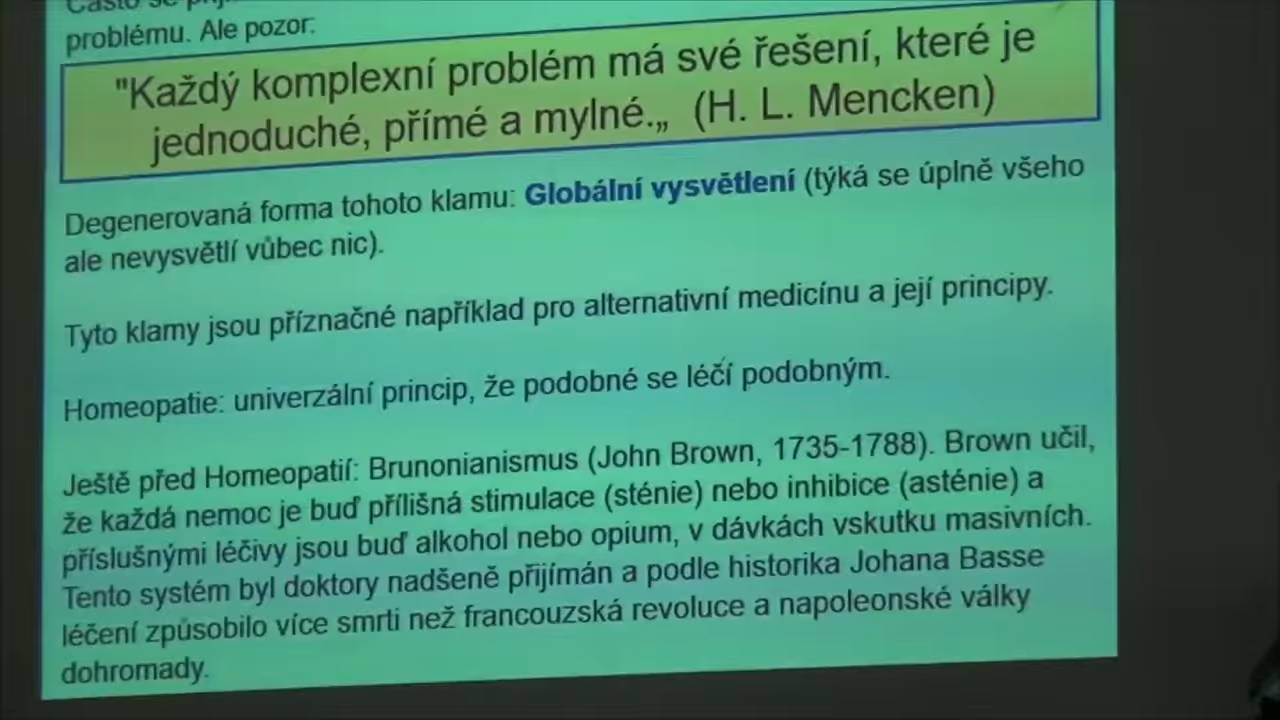 problému. Ale pozor:
"Každý komplexní problém má své řešení, které je
jednoduché, přímé a mylné.„ (H. L. Mencken)
Degenerovaná forma tohoto klamu: Globální vysvětlení (týká se úplně všeho
ale nevysvětlí vůbec nic).
Tyto klamy jsou příznačné například pro alternativní medicínu a její principy.
Homeopatie: univerzální princip, že podobné se léčí podobným.
Ještě před Homeopatií: Brunonianismus (John Brown, 1735-1788). Brown učil,
že každá nemoc je buď přílišná stimulace (sténie) nebo inhibice (asténie) a
příslušnými léčivy jsou buď alkohol nebo opium, v dávkách vskutku masivních.
Tento systém byl doktory nadšeně přijímán a podle historika Johana Basse
léčení způsobilo více smrti než francouzská revoluce a napoleonské války
dohromady.